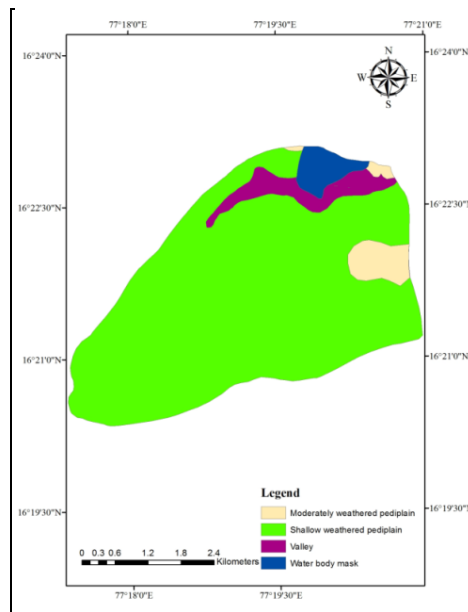 77°18'0"E 77°19'30"E 77°21'0"E
16°24'0"N 16°24'0"N
N
W E
S
16°22'30"N 16°22'30"N
16°21'0"N 16°21'0"N
16°19'30"N 16°19'30"N
Legend
Moderately weathered pediplain
Shallow weathered pediplain
Valley
Water body mask
0 0.3 0.6 1.2 1.8 2.4
Kilometers
77°18'0"E 77°19'30"E